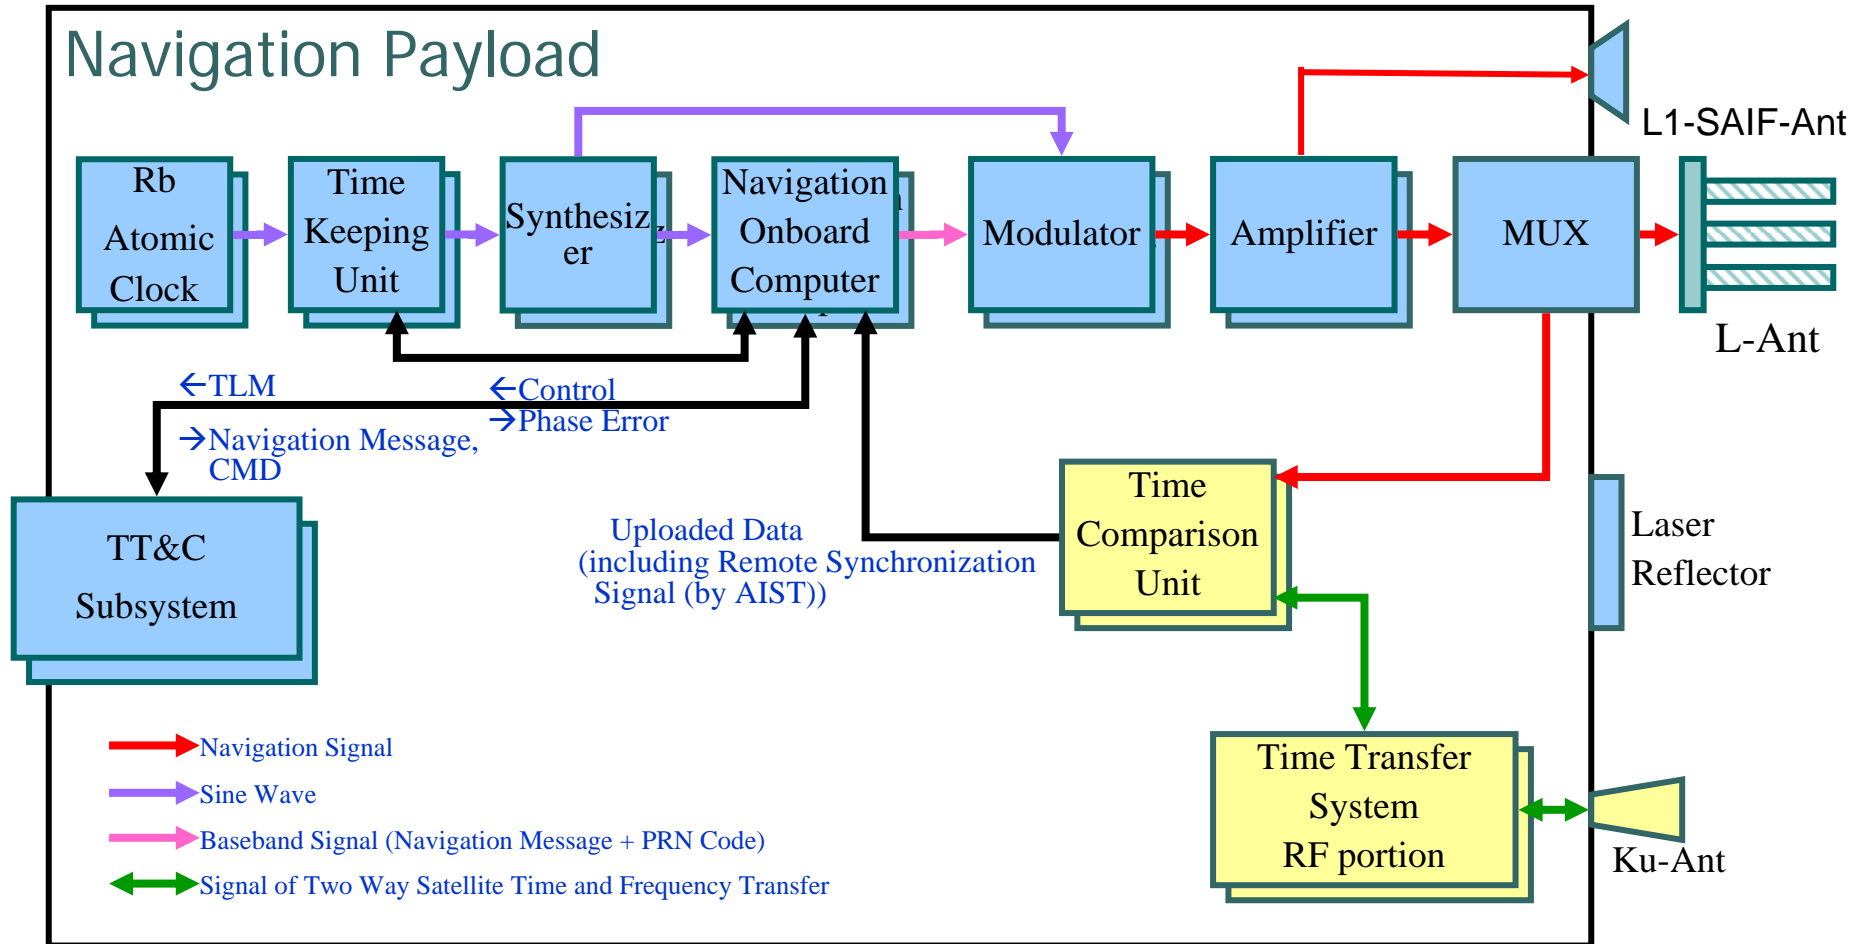 Navigation Payload
L1-SAIF-Ant
Rb
Atomic
Clock
Time
Keeping
Unit
Synthesiz
er
Navigation
Onboard
Computer
Modulator
Amplifier
MUX
L-Ant
←TLM
→Navigation Message,
CMD
←Control
→Phase Error
TT&C
Subsystem
Uploaded Data
(including Remote Synchronization
Signal (by AIST))
Time
Comparison
Unit
Laser
Reflector
Time Transfer
System
RF portion
Ku-Ant
Navigation Signal
Sine Wave
Baseband Signal (Navigation Message + PRN Code)
Signal of Two Way Satellite Time and Frequency Transfer